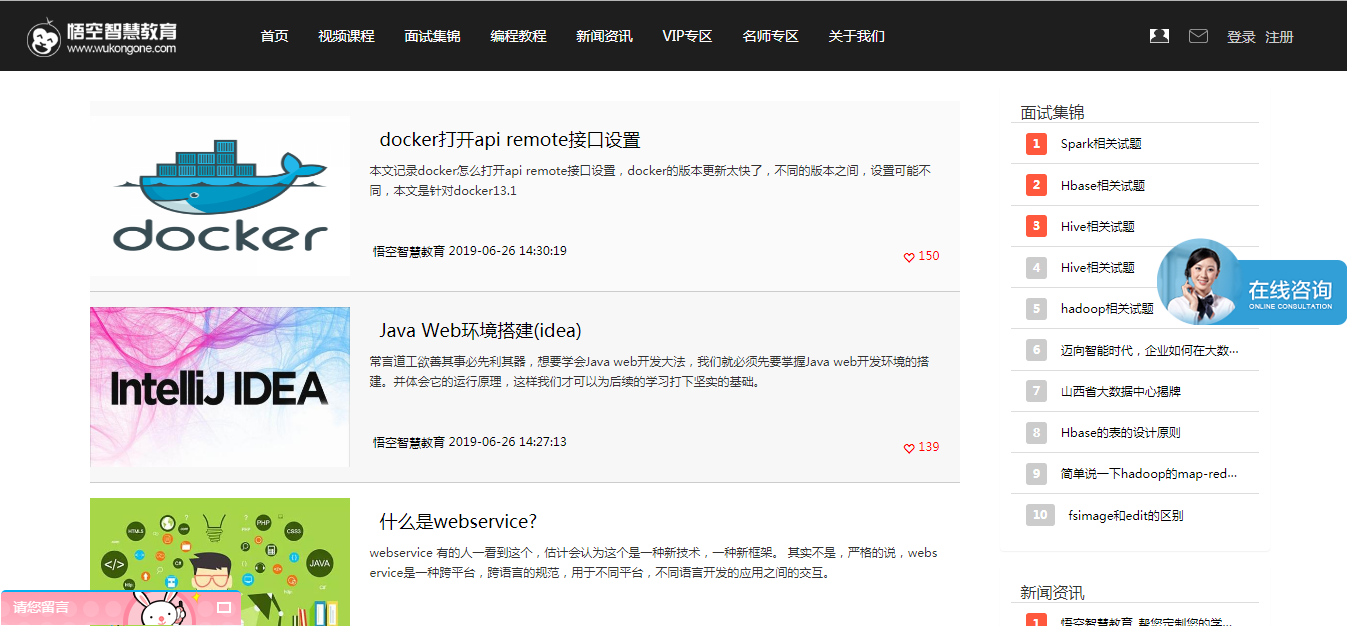 悟空智慧教育
www.wukongone.com
首页 视频课程 面试集锦 编程教程 新闻资讯 VIP专区 名师专区 关于我们
登录 注册
docker
docker打开api remote接口设置
本文记录docker怎么打开api remote接口设置，docker的版本更新太快了，不同的版本之间，设置可能不
同，本文是针对docker13.1
悟空智慧教育 2019-06-26 14:30:19
150
IntelliJ IDEA
Java Web环境搭建(idea)
常言道工欲善其事必先利其器，想要学会Java web开发大法，我们就必须先要掌握Java web开发环境的搭
建。并体会它的运行原理，这样我们才可以为后续的学习打下坚实的基础。
悟空智慧教育 2019-06-26 14:27:13
139
HTML5
PHP
CSS3
</>
JAVA
什么是webservice？
webservice 有的人一看到这个，估计会认为这个是一种新技术，一种新框架。 其实不是，严格的说，webs
ervice是一种跨平台，跨语言的规范，用于不同平台，不同语言开发的应用之间的交互。
请您留言
面试集锦
1 Spark相关试题
2 Hbase相关试题
3 Hive相关试题
4 Hive相关试题
5 hadoop相关试题
6 迈向智能时代，企业如何在大数...
7 山西省大数据中心揭牌
8 Hbase的表的设计原则
9 简单说一下hadoop的map-red...
10 fsimage和edit的区别
在线咨询
ONLINE CONSULTATION
新闻资讯
1 悟空智慧教育 帮您定制您的学...